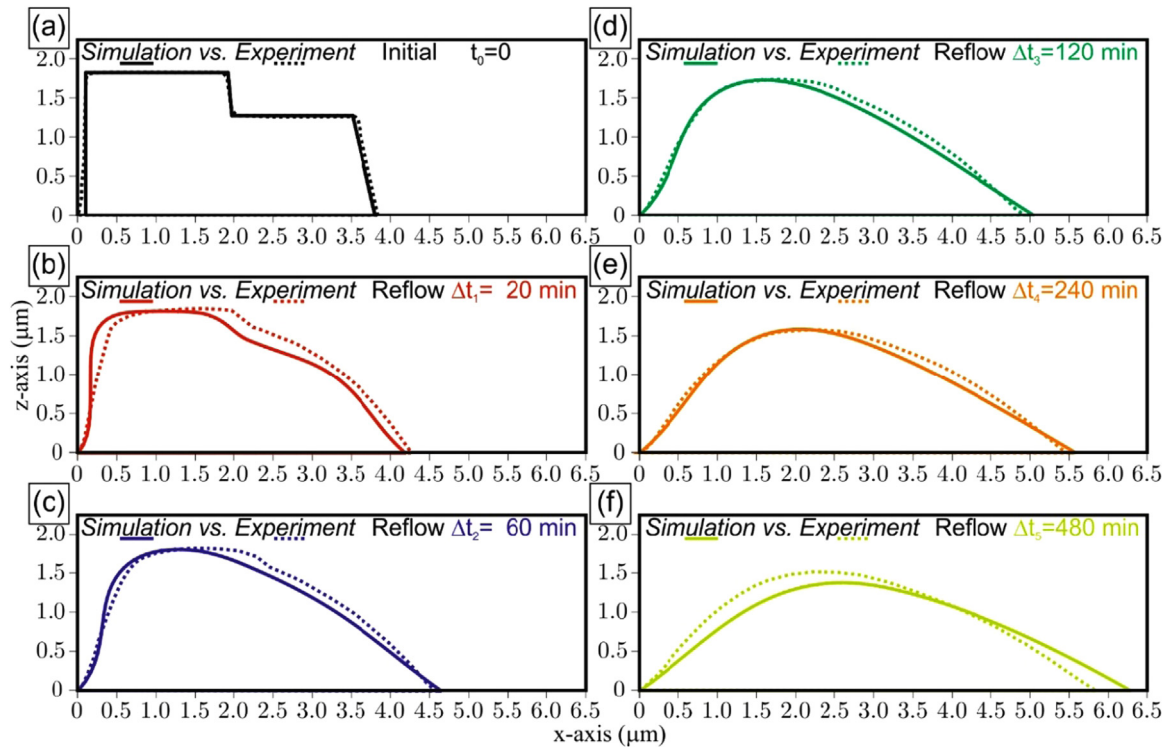 (a)
Simulation vs. Experiment Initial t0=0
2.0
1.5
1.0
0.5
0
0 0.5 1.0 1.5 2.0 2.5 3.0 3.5 4.0 4.5 5.0 5.5 6.0 6.5
(b)
Simulation vs. Experiment Reflow Δt1= 20 min
2.0
1.5
1.0
0.5
0
0 0.5 1.0 1.5 2.0 2.5 3.0 3.5 4.0 4.5 5.0 5.5 6.0 6.5
(c)
Simulation vs. Experiment Reflow Δt2= 60 min
2.0
1.5
1.0
0.5
0
0 0.5 1.0 1.5 2.0 2.5 3.0 3.5 4.0 4.5 5.0 5.5 6.0 6.5
z-axis (μm)
(d)
Simulation vs. Experiment Reflow Δt3=120 min
2.0
1.5
1.0
0.5
0
0 0.5 1.0 1.5 2.0 2.5 3.0 3.5 4.0 4.5 5.0 5.5 6.0 6.5
(e)
Simulation vs. Experiment Reflow Δt4=240 min
2.0
1.5
1.0
0.5
0
0 0.5 1.0 1.5 2.0 2.5 3.0 3.5 4.0 4.5 5.0 5.5 6.0 6.5
(f)
Simulation vs. Experiment Reflow Δt5=480 min
2.0
1.5
1.0
0.5
0
0 0.5 1.0 1.5 2.0 2.5 3.0 3.5 4.0 4.5 5.0 5.5 6.0 6.5
x-axis (μm)